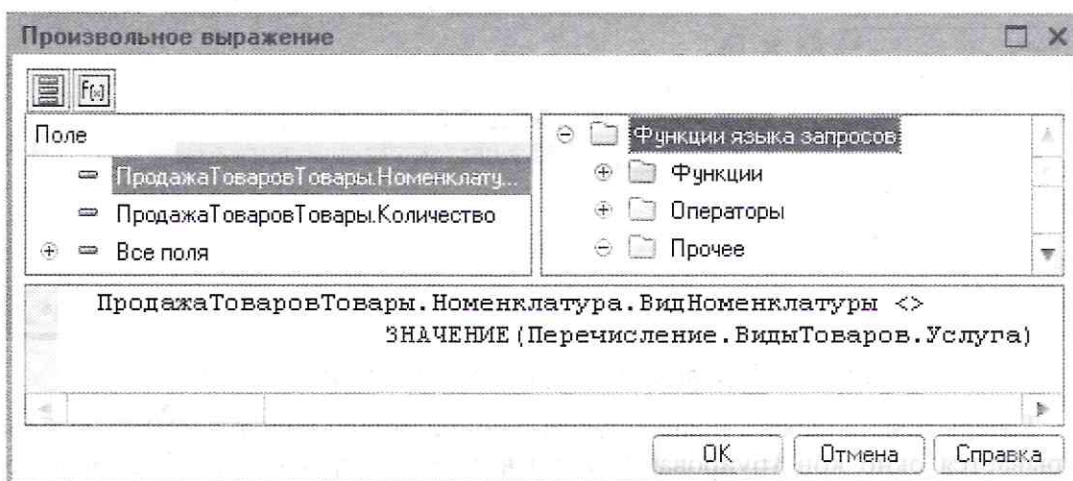 Произвольное выражение
f(x)
Поле
ПродажаТоваровТовары.Номенклату...
ПродажаТоваровТовары.Количество
Все поля
Функции языка запросов
Функции
Операторы
Прочее
ПродажаТоваровТовары.Номенклатура.ВидНоменклатуры <>
ЗНАЧЕНИЕ(Перечисление.ВидыТоваров.Услуга)
ОК
Отмена
Справка